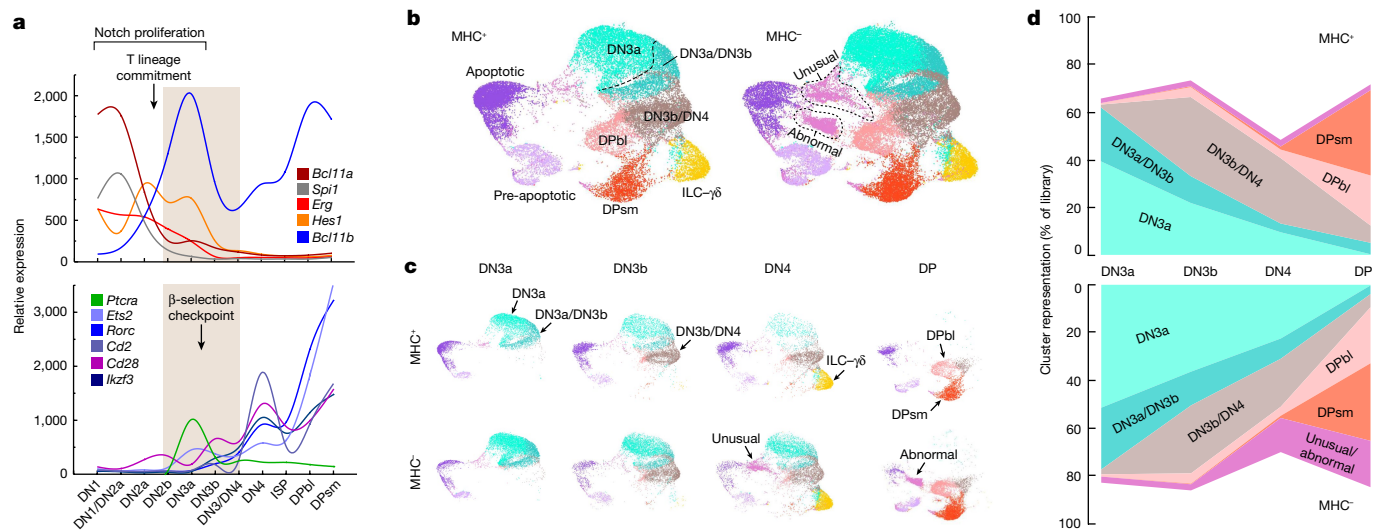 a
Notch proliferation
T lineage
commitment
2,000
1,500
1,000
500
0
Bcl11a
Spi1
Erg
Hes1
Bcl11b
Relative expression
Ptcra
Ets2
Rorc
Cd2
Cd28
Ikzf3
β-selection
checkpoint
3,000
2,000
1,000
0
DN1
DN1/DN2a
DN2a
DN2b
DN3a
DN3b
DN3/DN4
DN4
ISP
DPbl
DPsm
b
MHC+
DN3a
DN3a/DN3b
Apoptotic
DN3b/DN4
DPbl
Pre-apoptotic
DPsm
ILC–γδ
MHC–
Unusual
Abnormal
c
DN3a
DN3b
DN4
DP
MHC+
DN3a
DN3a/DN3b
DN3b/DN4
ILC–γδ
DPbl
DPsm
MHC–
Unusual
Abnormal
d
Cluster representation (% of library)
100
80
60
40
20
0
MHC+
DN3a/DN3b
DN3a
DN3b/DN4
DPsm
DPbl
DN3a
DN3b
DN4
DP
0
20
40
60
80
100
DN3a
DN3a/DN3b
DN3b/DN4
DPbl
DPsm
Unusual/
abnormal
MHC–